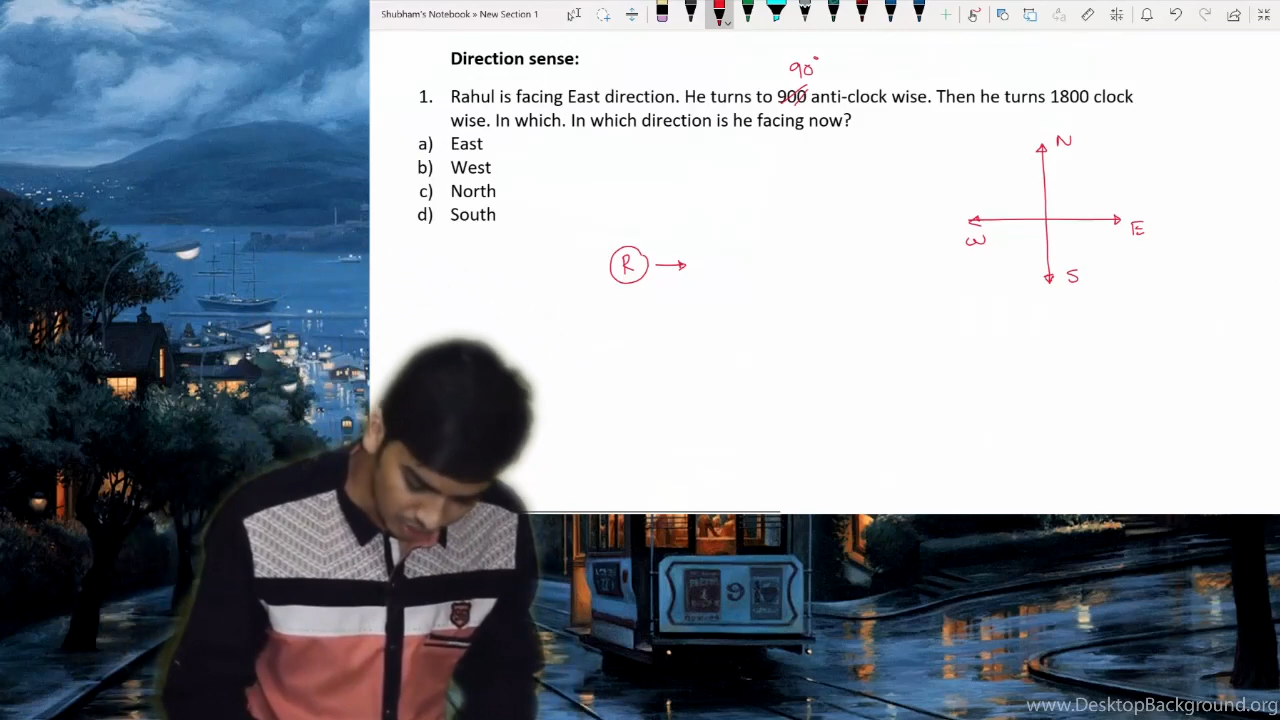 Shubham's Notebook » New Section 1
Direction sense:
90°
1. Rahul is facing East direction. He turns to 900 anti-clock wise. Then he turns 1800 clock
wise. In which. In which direction is he facing now?
a) East
b) West
c) North
d) South
N
W
E
S
R
9
www.DesktopBackground.org